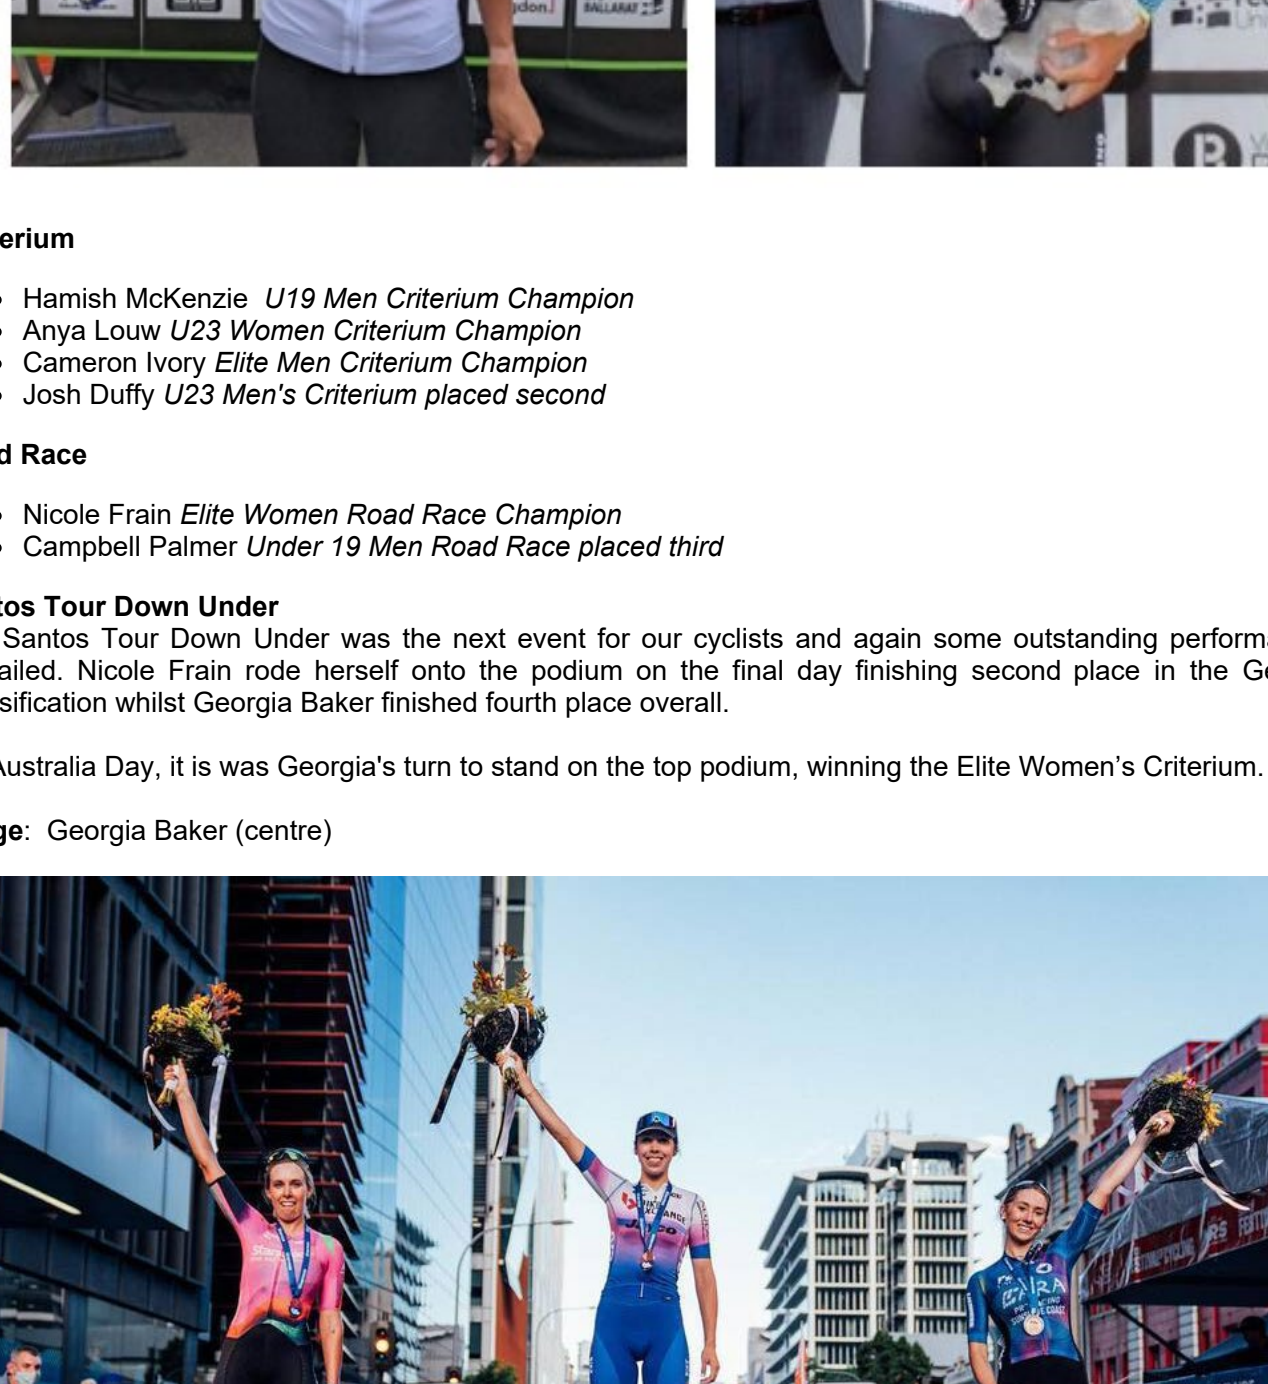 BALLARAT
erium
Hamish McKenzie U19 Men Criterium Champion
Anya Louw U23 Women Criterium Champion
Cameron Ivory Elite Men Criterium Champion
Josh Duffy U23 Men's Criterium placed second
d Race
Nicole Frain Elite Women Road Race Champion
Campbell Palmer Under 19 Men Road Race placed third
tos Tour Down Under
Santos Tour Down Under was the next event for our cyclists and again some outstanding performa
ailed. Nicole Frain rode herself onto the podium on the final day finishing second place in the Ge
sification whilst Georgia Baker finished fourth place overall.
Australia Day, it is was Georgia's turn to stand on the top podium, winning the Elite Women’s Criterium.
ge: Georgia Baker (centre)